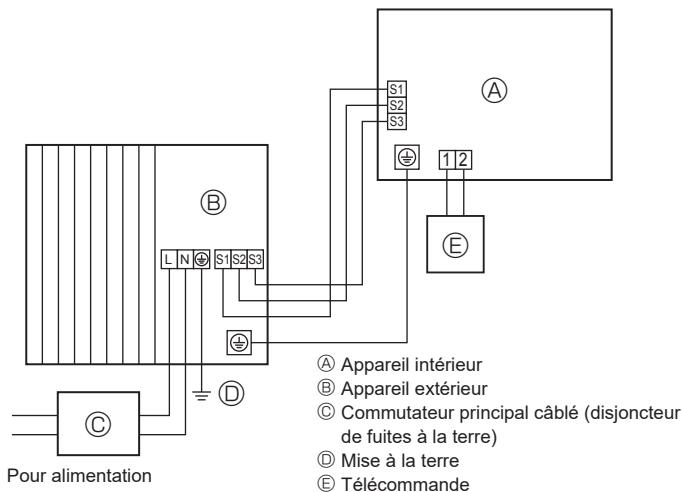 S1
S2
S3
Ⓐ
1 2
Ⓑ
Ⓔ
L N S1 S2 S3
Ⓓ
Ⓒ
Pour alimentation
Ⓐ Appareil intérieur
Ⓑ Appareil extérieur
Ⓒ Commutateur principal câblé (disjoncteur
de fuites à la terre)
Ⓓ Mise à la terre
Ⓔ Télécommande